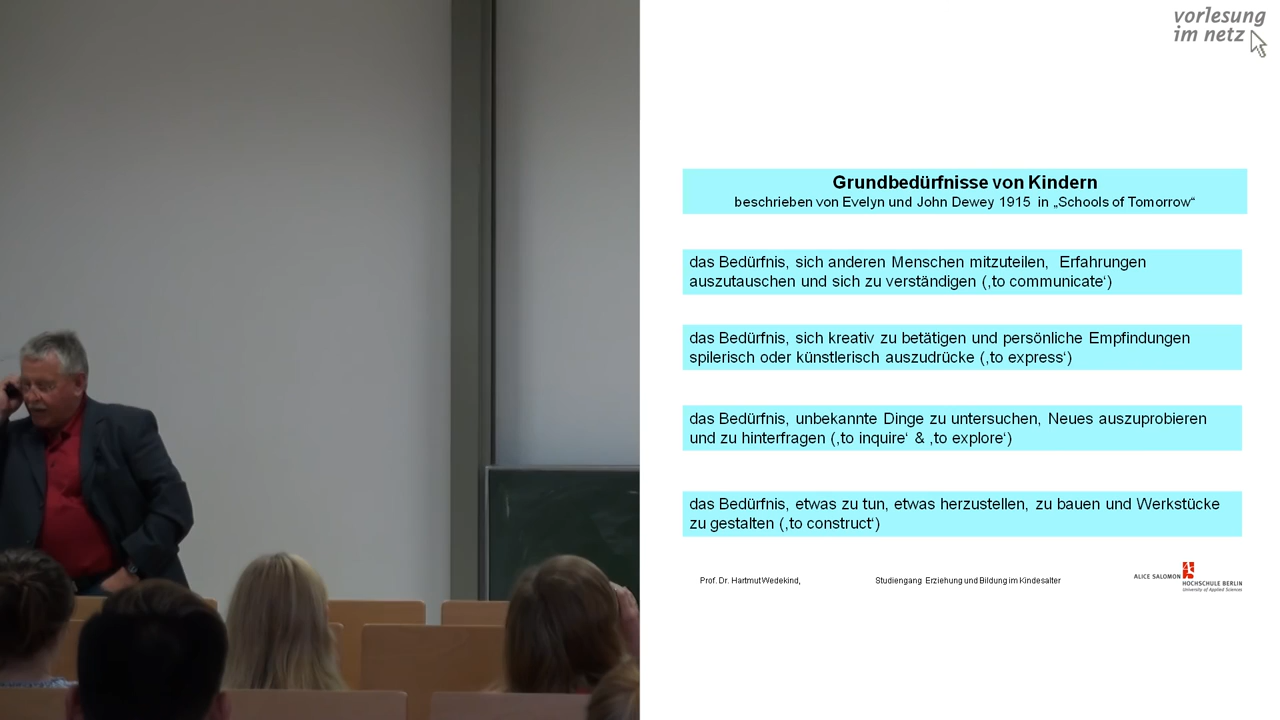 vorlesung
im netz
Grundbedürfnisse von Kindern
beschrieben von Evelyn und John Dewey 1915 in „Schools of Tomorrow“
das Bedürfnis, sich anderen Menschen mitzuteilen, Erfahrungen
auszutauschen und sich zu verständigen (‚to communicate‘)
das Bedürfnis, sich kreativ zu betätigen und persönliche Empfindungen
spilerisch oder künstlerisch auszudrücke (‚to express‘)
das Bedürfnis, unbekannte Dinge zu untersuchen, Neues auszuprobieren
und zu hinterfragen (‚to inquire‘ & ‚to explore‘)
das Bedürfnis, etwas zu tun, etwas herzustellen, zu bauen und Werkstücke
zu gestalten (‚to construct‘)
Prof. Dr. Hartmut Wedekind, Studiengang Erziehung und Bildung im Kindesalter
ALICE SALOMON
HOCHSCHULE BERLIN
University of Applied Sciences